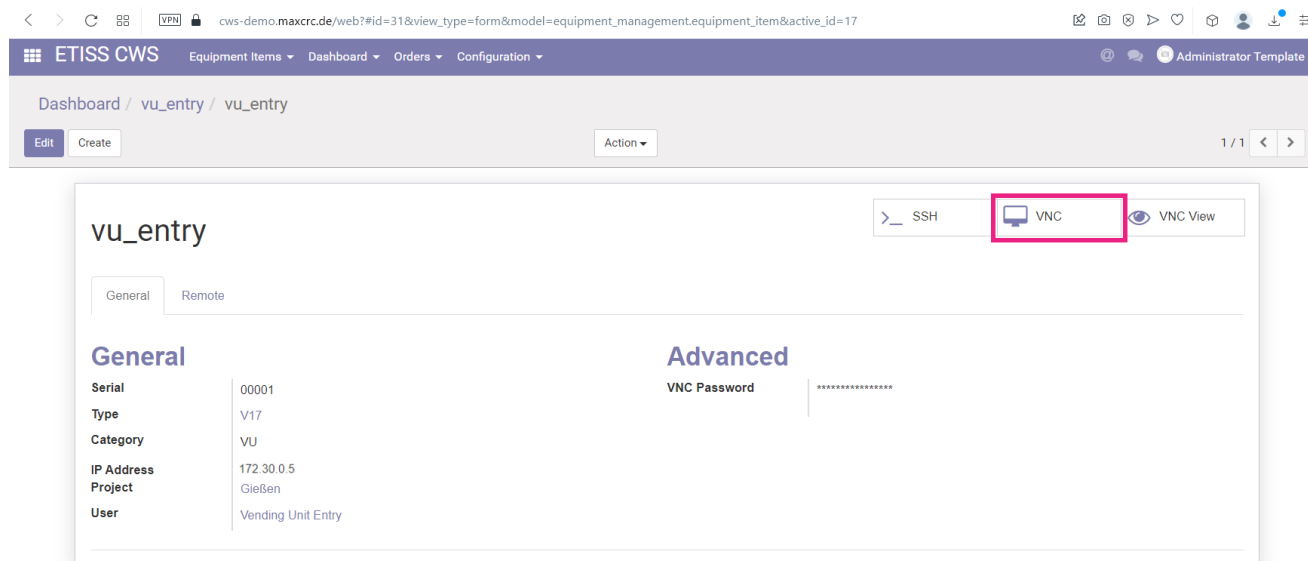 VPN cws-demo.maxcrc.de/web?#id=31&view_type=form&model=equipment_management.equipment_item&active_id=17
ETISS CWS Equipment Items Dashboard Orders Configuration @ Administrator Template
Dashboard / vu_entry / vu_entry
Edit Create Action 1 / 1
>_ SSH VNC VNC View
vu_entry
General Remote
General Advanced
Serial 00001 VNC Password ****************
Type V17
Category VU
IP Address 172.30.0.5
Project Gießen
User Vending Unit Entry